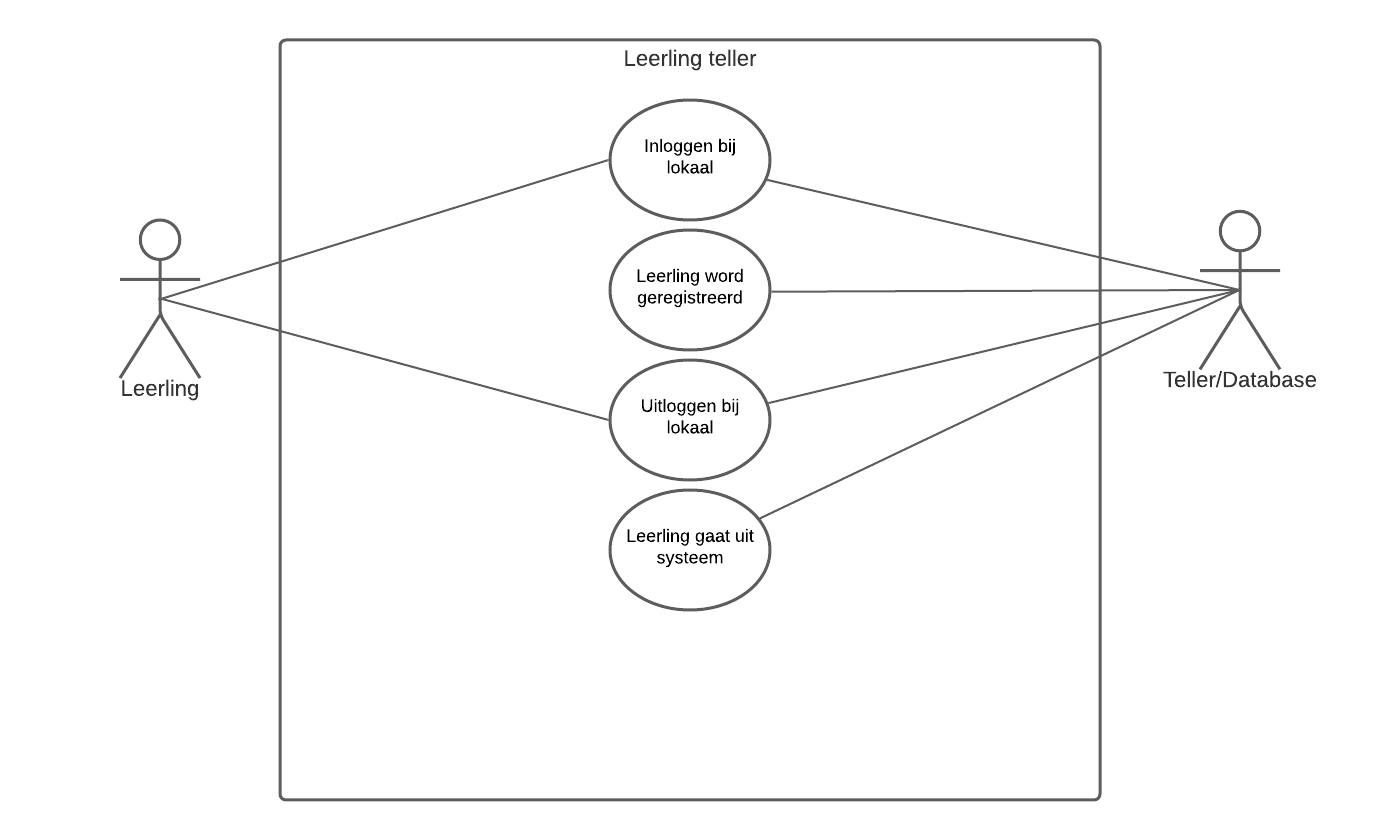 Leerling teller
Inloggen bij
lokaal
Leerling word
geregistreerd
Uitloggen bij
lokaal
Leerling gaat uit
systeem
Leerling
Teller/Database